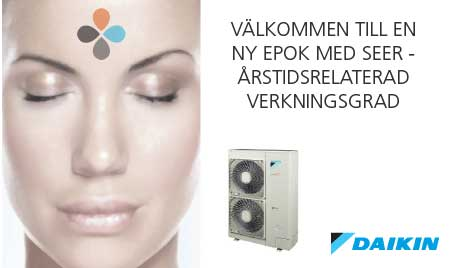 VÄLKOMMEN TILL EN
NY EPOK MED SEER -
ÅRSTIDSRELATERAD
VERKNINGSGRAD
DAIKIN